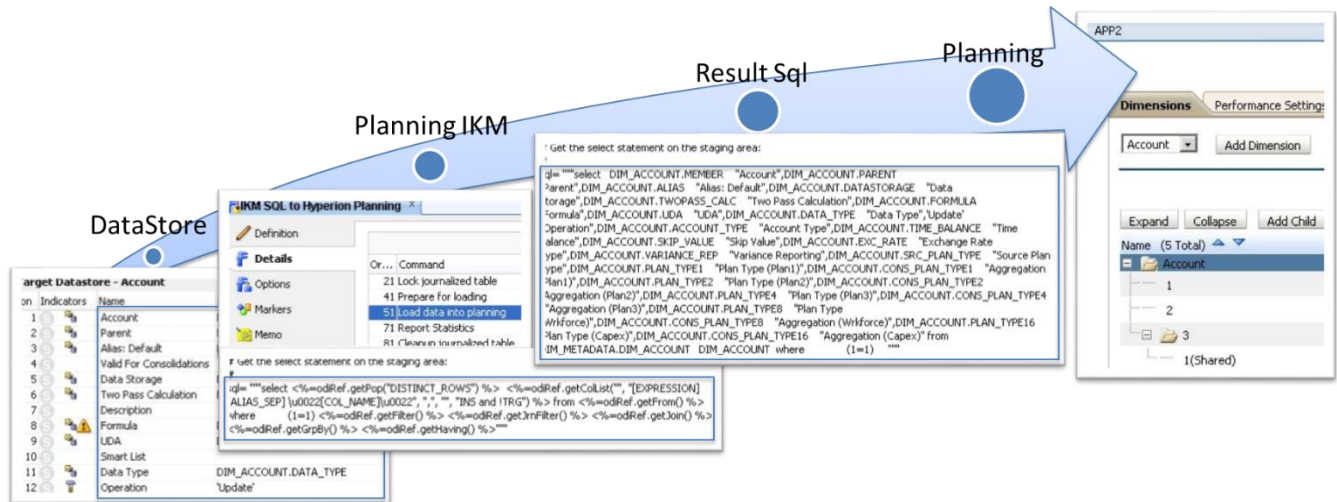 DataStore
Planning IKM
Result Sql
Planning
arget Datastore - Account
on Indicators Name
1 Account
2 Parent
3 Alias: Default
4 Valid For Consolidations
5 Data Storage
6 Two Pass Calculation
7 Description
8 Formula
9 UDA
10 Smart List
11 Data Type DIM_ACCOUNT.DATA_TYPE
12 Operation 'Update'
IKM SQL to Hyperion Planning
Definition
Details
Options
Markers
Memo
Or... Command
21 Lock journalized table
41 Prepare for loading
51 Load data into planning
71 Report Statistics
81 Cleanup journalized table
# Get the select statement on the staging area:
#
sql= """select <%=odiRef.getPop("DISTINCT_ROWS") %> <%=odiRef.getColList("", "[EXPRESSION]
ALIAS_SEP] \u0022[COL_NAME]\u0022", ",", "", "INS and !TRG") %> from <%=odiRef.getFrom() %>
where (1=1) <%=odiRef.getFilter() %> <%=odiRef.getJrnFilter() %> <%=odiRef.getJoin() %>
<%=odiRef.getGrpBy() %> <%=odiRef.getHaving() %>"""
Get the select statement on the staging area:
ql= """select DIM_ACCOUNT.MEMBER "Account",DIM_ACCOUNT.PARENT
Parent",DIM_ACCOUNT.ALIAS "Alias: Default",DIM_ACCOUNT.DATASTORAGE "Data
torage",DIM_ACCOUNT.TWOPASS_CALC "Two Pass Calculation",DIM_ACCOUNT.FORMULA
Formula",DIM_ACCOUNT.UDA "UDA",DIM_ACCOUNT.DATA_TYPE "Data Type",'Update'
Operation",DIM_ACCOUNT.ACCOUNT_TYPE "Account Type",DIM_ACCOUNT.TIME_BALANCE "Time
alance",DIM_ACCOUNT.SKIP_VALUE "Skip Value",DIM_ACCOUNT.EXC_RATE "Exchange Rate
ype",DIM_ACCOUNT.VARIANCE_REP "Variance Reporting",DIM_ACCOUNT.SRC_PLAN_TYPE "Source Plan
ype",DIM_ACCOUNT.PLAN_TYPE1 "Plan Type (Plan1)",DIM_ACCOUNT.CONS_PLAN_TYPE1 "Aggregation
Plan1)",DIM_ACCOUNT.PLAN_TYPE2 "Plan Type (Plan2)",DIM_ACCOUNT.CONS_PLAN_TYPE2
Aggregation (Plan2)",DIM_ACCOUNT.PLAN_TYPE4 "Plan Type (Plan3)",DIM_ACCOUNT.CONS_PLAN_TYPE4
"Aggregation (Plan3)",DIM_ACCOUNT.PLAN_TYPE8 "Plan Type
Wrkforce)",DIM_ACCOUNT.CONS_PLAN_TYPE8 "Aggregation (Wrkforce)",DIM_ACCOUNT.PLAN_TYPE16
Plan Type (Capex)",DIM_ACCOUNT.CONS_PLAN_TYPE16 "Aggregation (Capex)" from
IM_METADATA.DIM_ACCOUNT DIM_ACCOUNT where (1=1) """
APP2
Dimensions Performance Settings
Account Add Dimension
Expand Collapse Add Child
Name (5 Total)
Account
1
2
3
1(Shared)